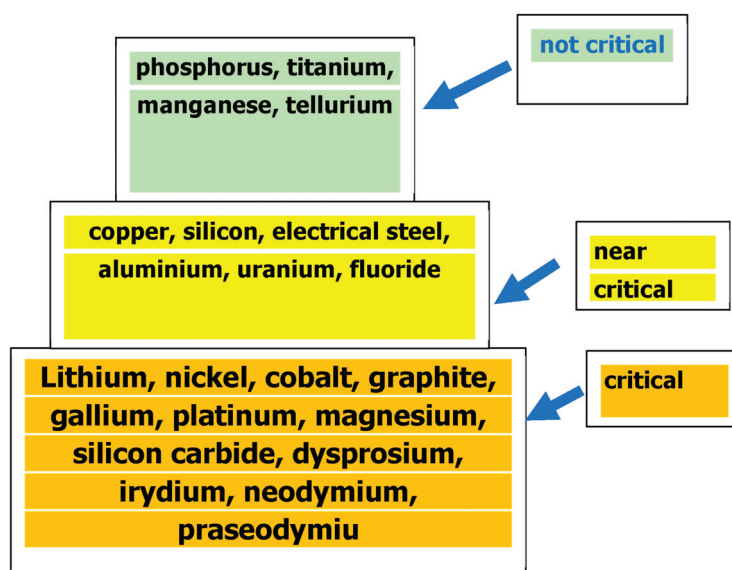 phosphorus, titanium,
manganese, tellurium
not critical
copper, silicon, electrical steel,
aluminium, uranium, fluoride
near
critical
Lithium, nickel, cobalt, graphite,
gallium, platinum, magnesium,
silicon carbide, dysprosium,
irydium, neodymium,
praseodymiu
critical